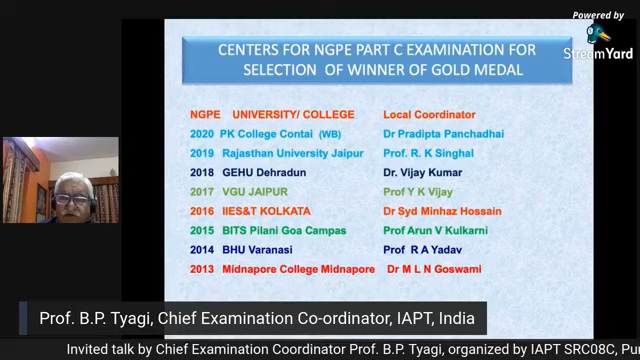 Powered by
StreamYard
CENTERS FOR NGPE PART C EXAMINATION FOR
SELECTION OF WINNER OF GOLD MEDAL
NGPE UNIVERSITY/ COLLEGE Local Coordinator
2020 PK College Contai (WB) Dr Pradipta Panchadhai
2019 Rajasthan University Jaipur Prof. R. K Singhal
2018 GEHU Dehradun Dr. Vijay Kumar
2017 VGU JAIPUR Prof Y K Vijay
2016 IIES&T KOLKATA Dr Syd Minhaz Hossain
2015 BITS Pilani Goa Campas Prof Arun V Kulkarni
2014 BHU Varanasi Prof R A Yadav
2013 Midnapore College Midnapore Dr M L N Goswami
Prof. B.P. Tyagi, Chief Examination Co-ordinator, IAPT, India
Invited talk by Chief Examination Coordinator Prof. B.P. Tyagi, organized by IAPT SRC08C, Pu